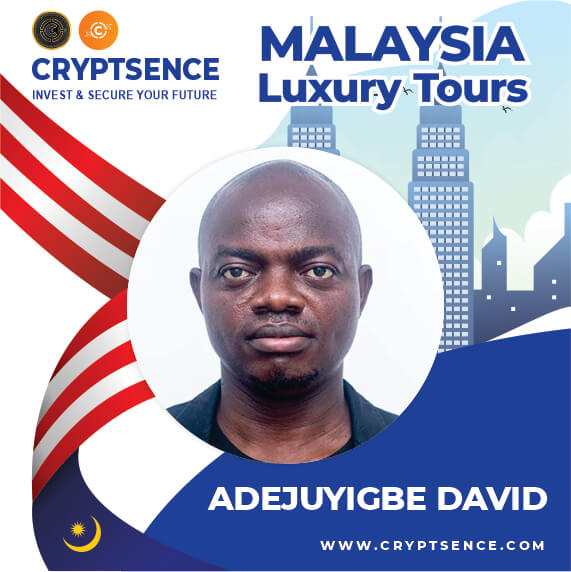 CRYPTSENCE
INVEST & SECURE YOUR FUTURE
MALAYSIA
Luxury Tours
ADEJUYIGBE DAVID
WWW.CRYPTSENCE.COM